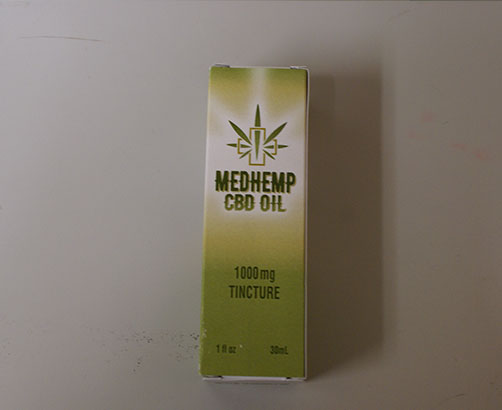 MEDHEMP
CBD OIL
1000mg
TINCTURE
1 fl oz 30mL